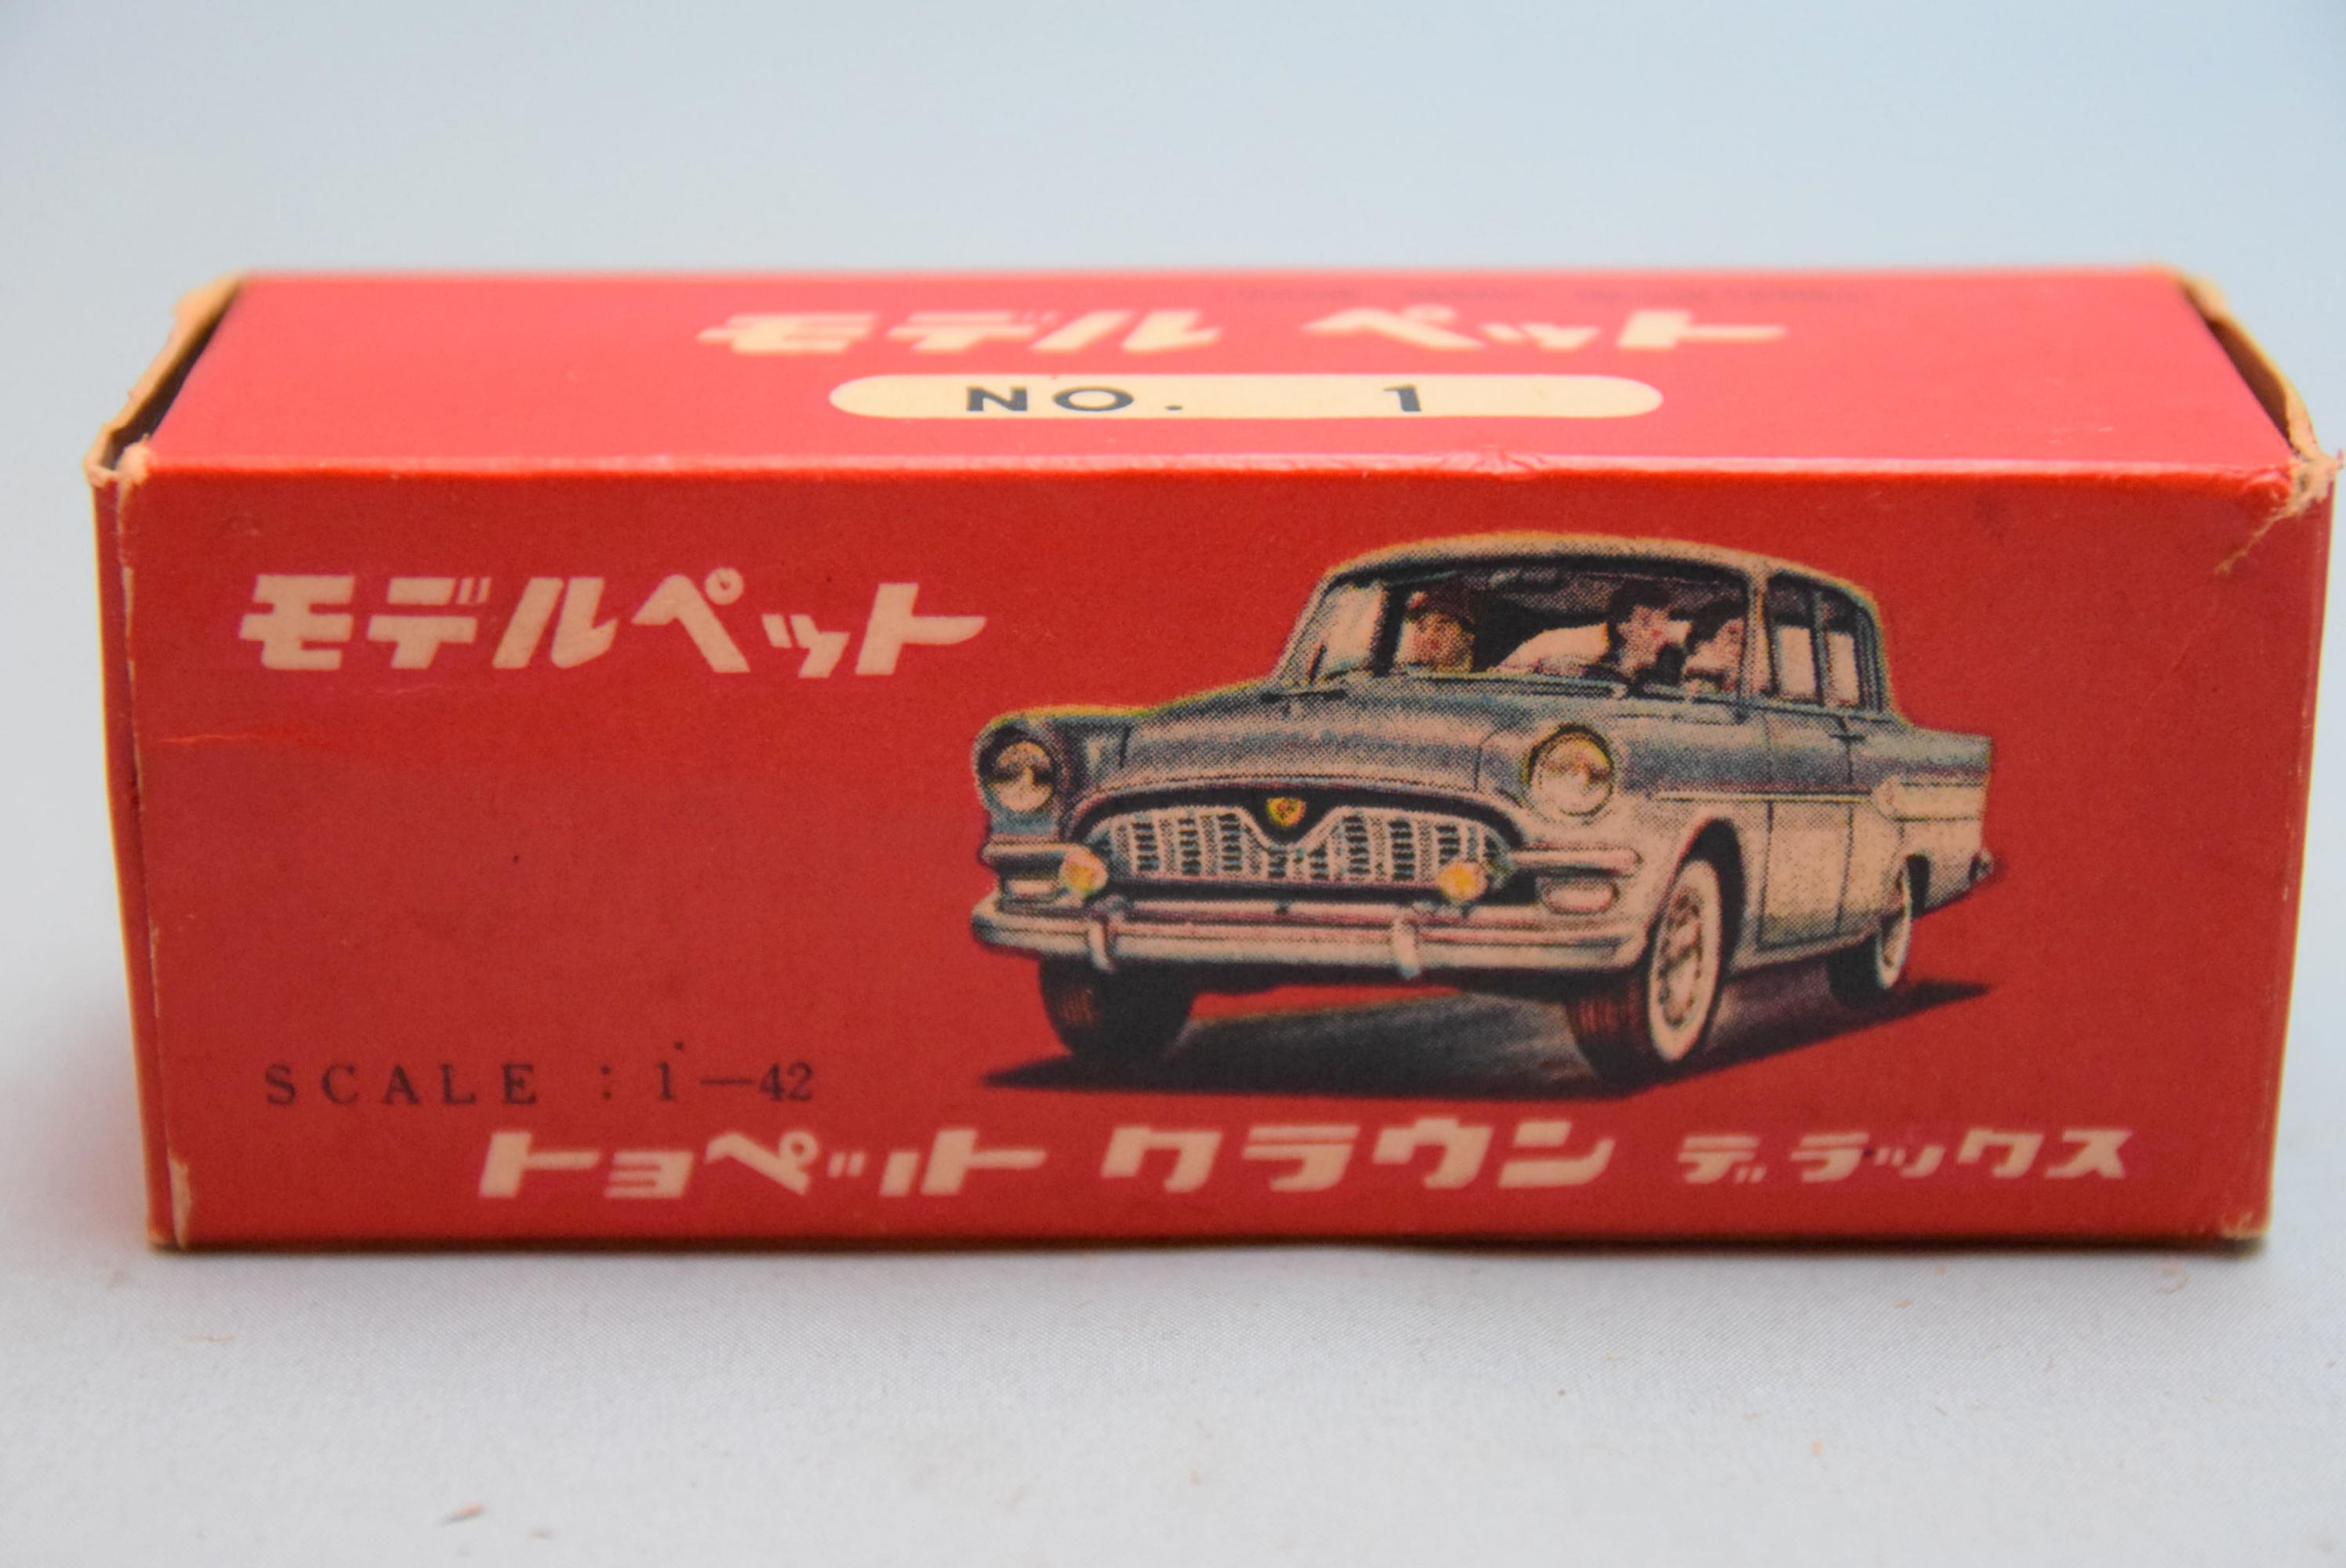 モデル ペット
NO. 1
モデルペット
SCALE : 1—42
トヨペット クラウン デラックス